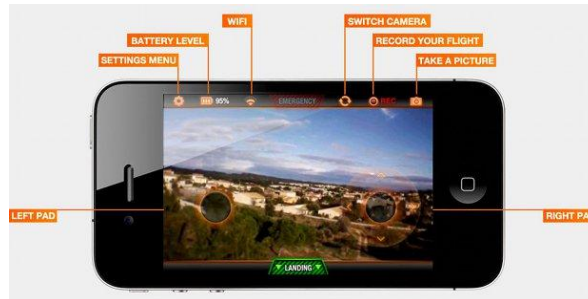 WIFI
SWITCH CAMERA
BATTERY LEVEL
RECORD YOUR FLIGHT
SETTINGS MENU
TAKE A PICTURE
95%
EMERGENCY
REC
LEFT PAD
RIGHT PA
LANDING